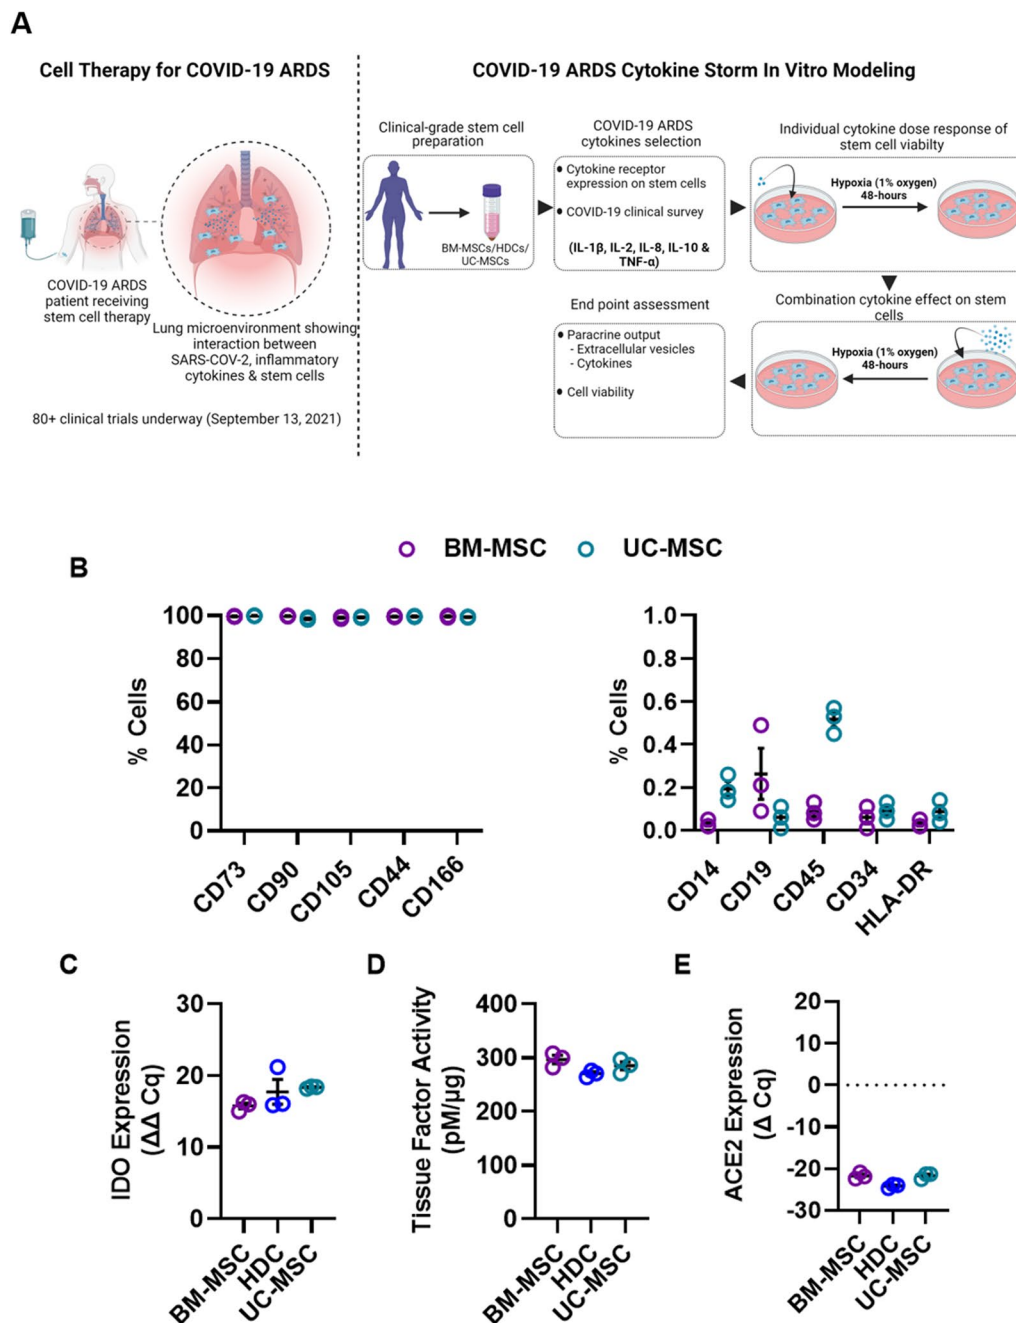 A
Cell Therapy for COVID-19 ARDS
COVID-19 ARDS
patient receiving
stem cell therapy
Lung microenvironment showing
interaction between
SARS-COV-2, inflammatory
cytokines & stem cells
80+ clinical trials underway (September 13, 2021)
COVID-19 ARDS Cytokine Storm In Vitro Modeling
Clinical-grade stem cell
preparation
BM-MSCs/HDCs/
UC-MSCs
COVID-19 ARDS
cytokines selection
Cytokine receptor
expression on stem cells
COVID-19 clinical survey
(IL-1β, IL-2, IL-8, IL-10 &
TNF-α)
Individual cytokine dose response of
stem cell viabilty
Hypoxia (1% oxygen)
48-hours
Combination cytokine effect on stem
cells
Hypoxia (1% oxygen)
48-hours
End point assessment
Paracrine output
- Extracellular vesicles
- Cytokines
Cell viability
B
BM-MSC
UC-MSC
% Cells
100
80
60
40
20
0
CD73
CD90
CD105
CD44
CD166
% Cells
1.0
0.8
0.6
0.4
0.2
0.0
CD14
CD19
CD45
CD34
HLA-DR
C
IDO Expression
(ΔΔ Cq)
30
20
10
0
BM-MSC
HDC
UC-MSC
D
Tissue Factor Activity
(pM/µg)
400
300
200
100
0
BM-MSC
HDC
UC-MSC
E
ACE2 Expression
(Δ Cq)
20
10
0
-10
-20
-30
BM-MSC
HDC
UC-MSC